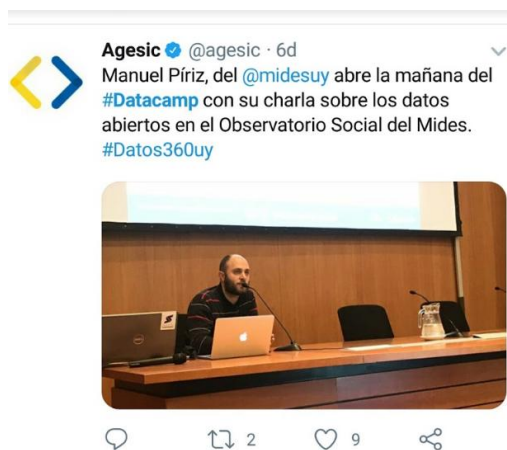 Agesic @agesic · 6d
Manuel Píriz, del @midesuy abre la mañana del
#Datacamp con su charla sobre los datos
abiertos en el Observatorio Social del Mides.
#Datos360uy
2 9